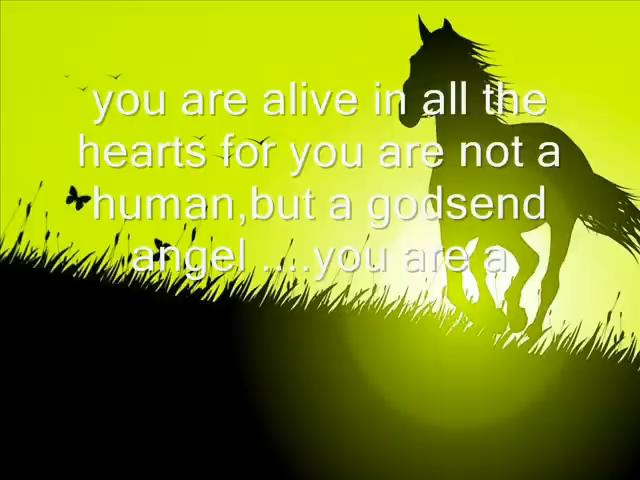 you are alive in all the
hearts for you are not a
human,but a godsend
angel ....you are a